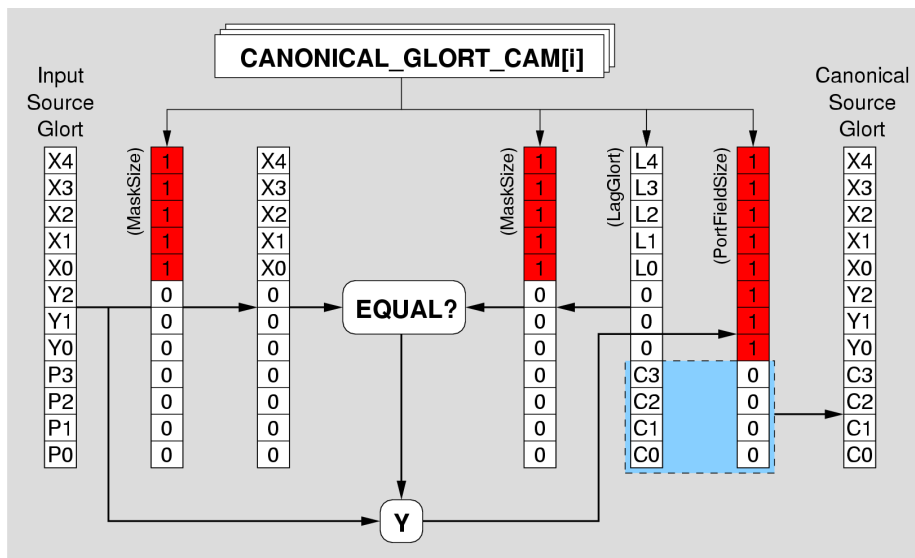 CANONICAL_GLORT_CAM[i]
Input
Source
Glort
Canonical
Source
Glort
(MaskSize)
(MaskSize)
(LagGlort)
(PortFieldSize)
X4 1 X4 1 L4 1 X4
X3 1 X3 1 L3 1 X3
X2 1 X2 1 L2 1 X2
X1 1 X1 1 L1 1 X1
X0 1 X0 1 L0 1 X0
Y2 0 0 0 0 1 Y2
Y1 0 0 EQUAL? 0 0 1 Y1
Y0 0 0 0 0 1 Y0
P3 0 0 0 C3 0 C3
P2 0 0 0 C2 0 C2
P1 0 0 0 C1 0 C1
P0 0 0 0 C0 0 C0
Y